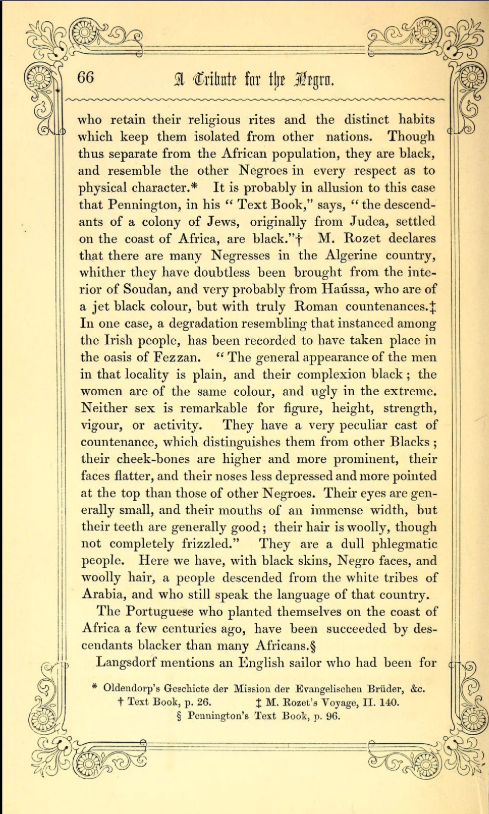 66
A Tribute for the Negro.
who retain their religious rites and the distinct habits
which keep them isolated from other nations. Though
thus separate from the African population, they are black,
and resemble the other Negroes in every respect as to
physical character.* It is probably in allusion to this case
that Pennington, in his “ Text Book,” says, “ the descend-
ants of a colony of Jews, originally from Judea, settled
on the coast of Africa, are black.”† M. Rozet declares
that there are many Negresses in the Algerine country,
whither they have doubtless been brought from the inte-
rior of Soudan, and very probably from Haússa, who are of
a jet black colour, but with truly Roman countenances.‡
In one case, a degradation resembling that instanced among
the Irish people, has been recorded to have taken place in
the oasis of Fezzan. “ The general appearance of the men
in that locality is plain, and their complexion black ; the
women are of the same colour, and ugly in the extreme.
Neither sex is remarkable for figure, height, strength,
vigour, or activity. They have a very peculiar cast of
countenance, which distinguishes them from other Blacks ;
their cheek-bones are higher and more prominent, their
faces flatter, and their noses less depressed and more pointed
at the top than those of other Negroes. Their eyes are gen-
erally small, and their mouths of an immense width, but
their teeth are generally good ; their hair is woolly, though
not completely frizzled.” They are a dull phlegmatic
people. Here we have, with black skins, Negro faces, and
woolly hair, a people descended from the white tribes of
Arabia, and who still speak the language of that country.
The Portuguese who planted themselves on the coast of
Africa a few centuries ago, have been succeeded by des-
cendants blacker than many Africans.§
Langsdorf mentions an English sailor who had been for
* Oldendorp's Geschicte der Mission der Evangelischen Brüder, &c.
† Text Book, p. 26. ‡ M. Rozet's Voyage, II. 140.
§ Pennington's Text Book, p. 96.